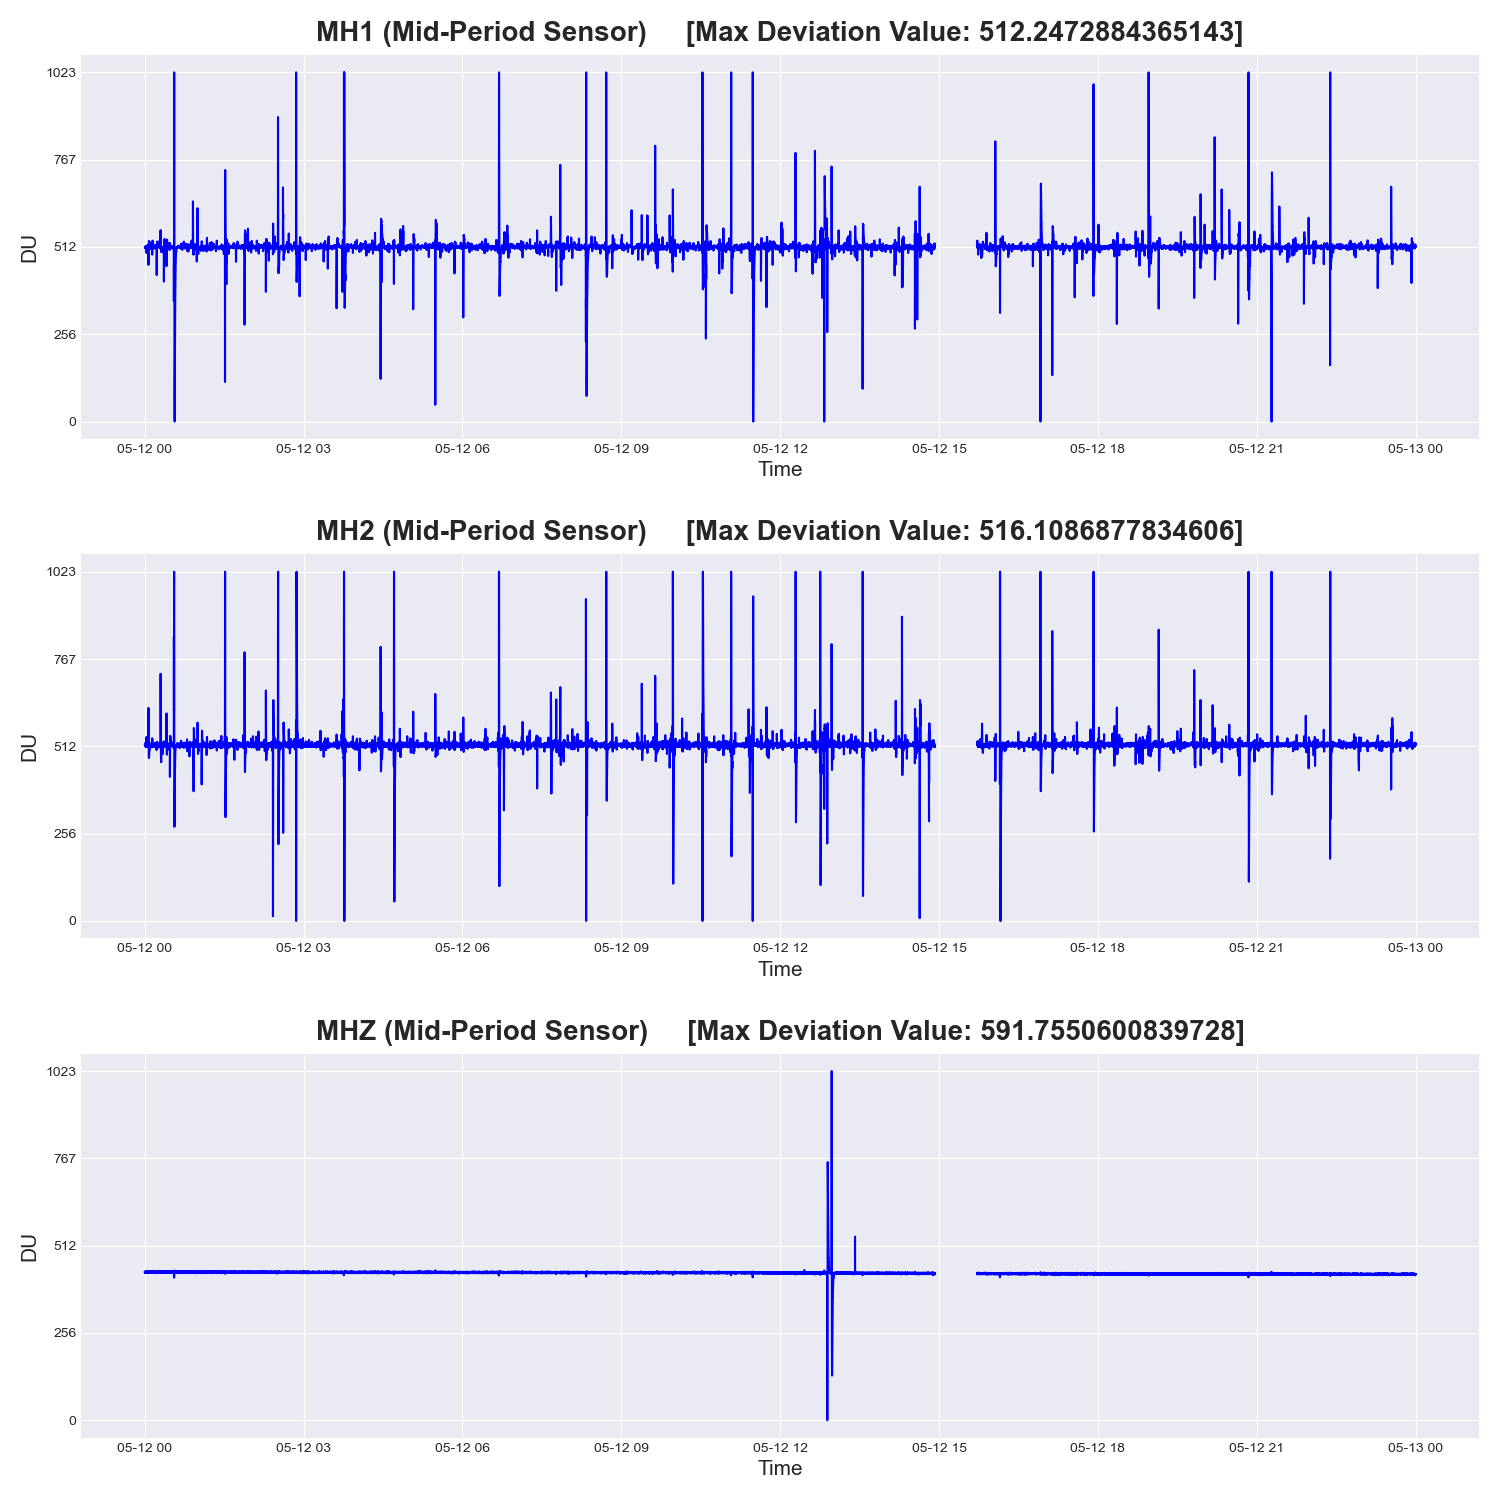 MH1 (Mid-Period Sensor)     [Max Deviation Value: 512.2472884365143]
1023
767
512
256
0
DU
05-12 00 05-12 03 05-12 06 05-12 09 05-12 12 05-12 15 05-12 18 05-12 21 05-13 00
Time
MH2 (Mid-Period Sensor)     [Max Deviation Value: 516.1086877834606]
1023
767
512
256
0
DU
05-12 00 05-12 03 05-12 06 05-12 09 05-12 12 05-12 15 05-12 18 05-12 21 05-13 00
Time
MHZ (Mid-Period Sensor)     [Max Deviation Value: 591.7550600839728]
1023
767
512
256
0
DU
05-12 00 05-12 03 05-12 06 05-12 09 05-12 12 05-12 15 05-12 18 05-12 21 05-13 00
Time